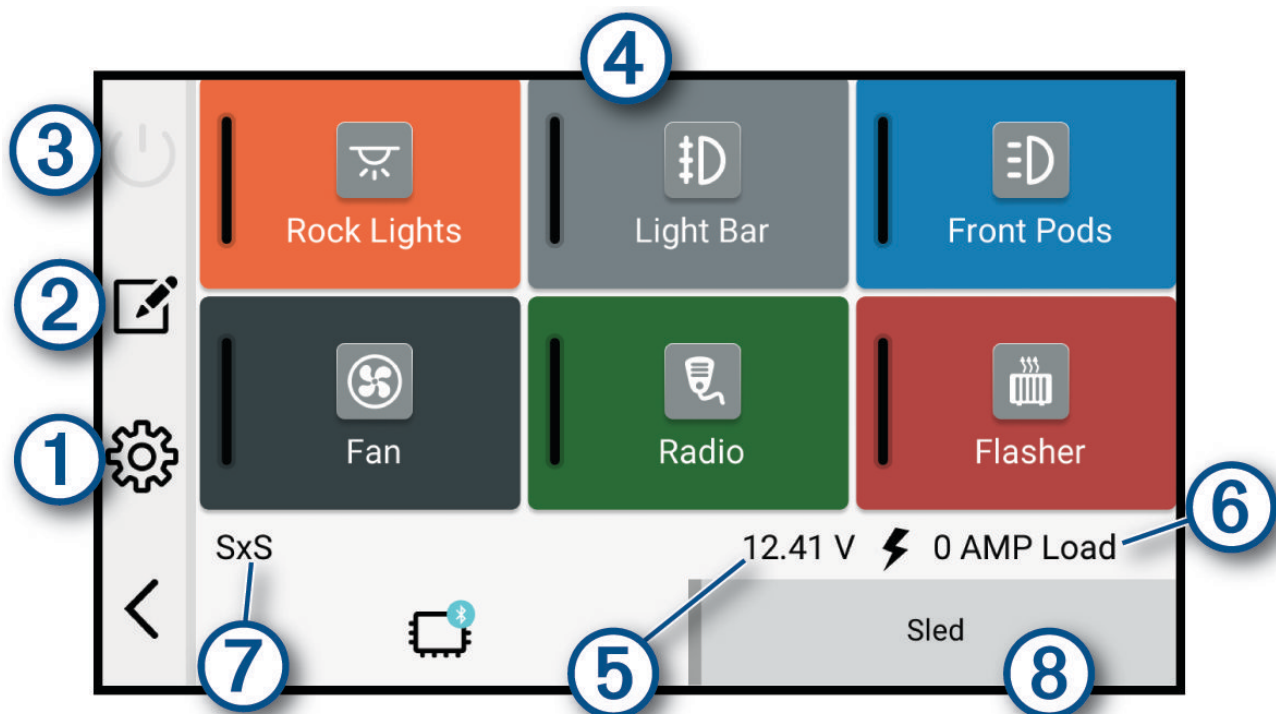 4
3
Rock Lights
Light Bar
Front Pods
2
1
Fan
Radio
Flasher
6
SxS
12.41 V
0 AMP Load
Sled
7
5
8